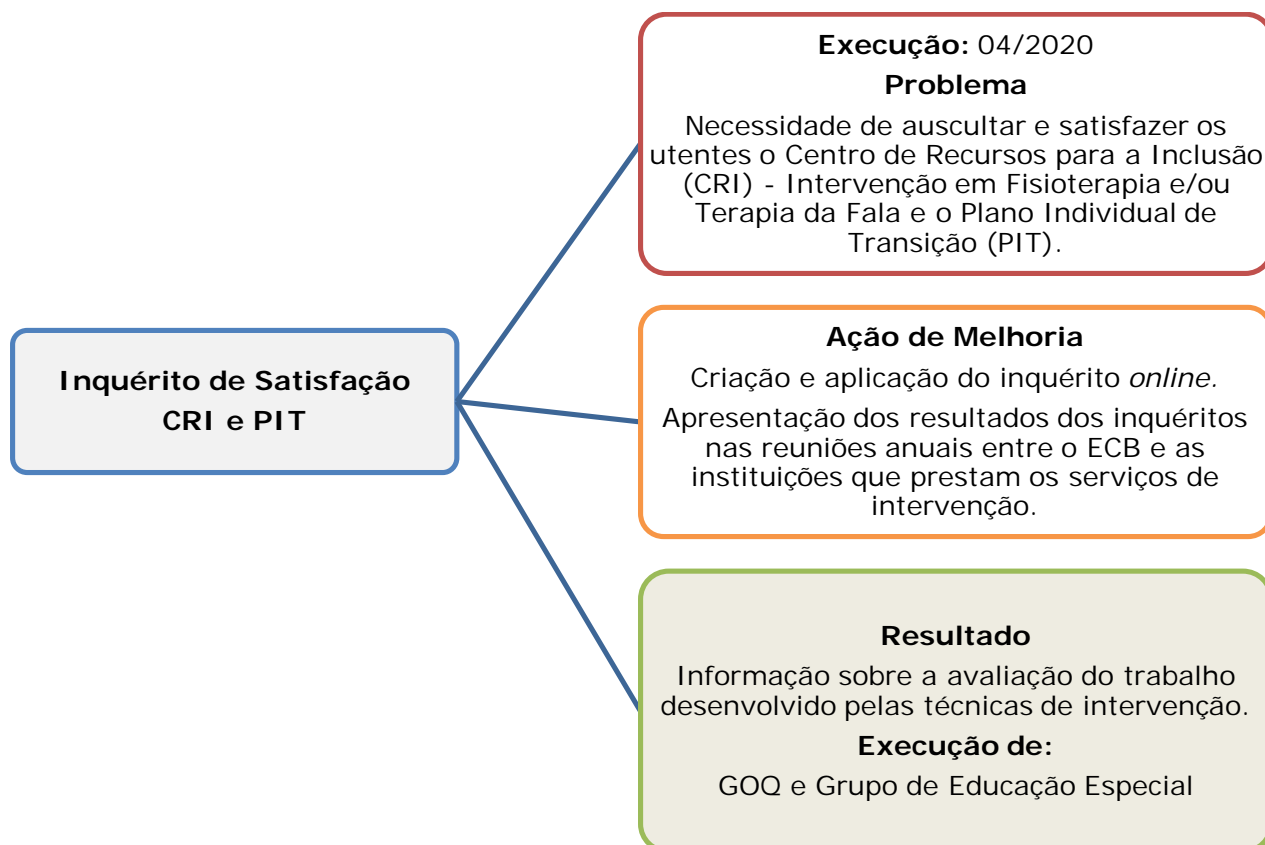 Inquérito de Satisfação
CRI e PIT
Execução: 04/2020
Problema
Necessidade de auscultar e satisfazer os
utentes o Centro de Recursos para a Inclusão
(CRI) - Intervenção em Fisioterapia e/ou
Terapia da Fala e o Plano Individual de
Transição (PIT).
Ação de Melhoria
Criação e aplicação do inquérito online.
Apresentação dos resultados dos inquéritos
nas reuniões anuais entre o ECB e as
instituições que prestam os serviços de
intervenção.
Resultado
Informação sobre a avaliação do trabalho
desenvolvido pelas técnicas de intervenção.
Execução de:
GOQ e Grupo de Educação Especial